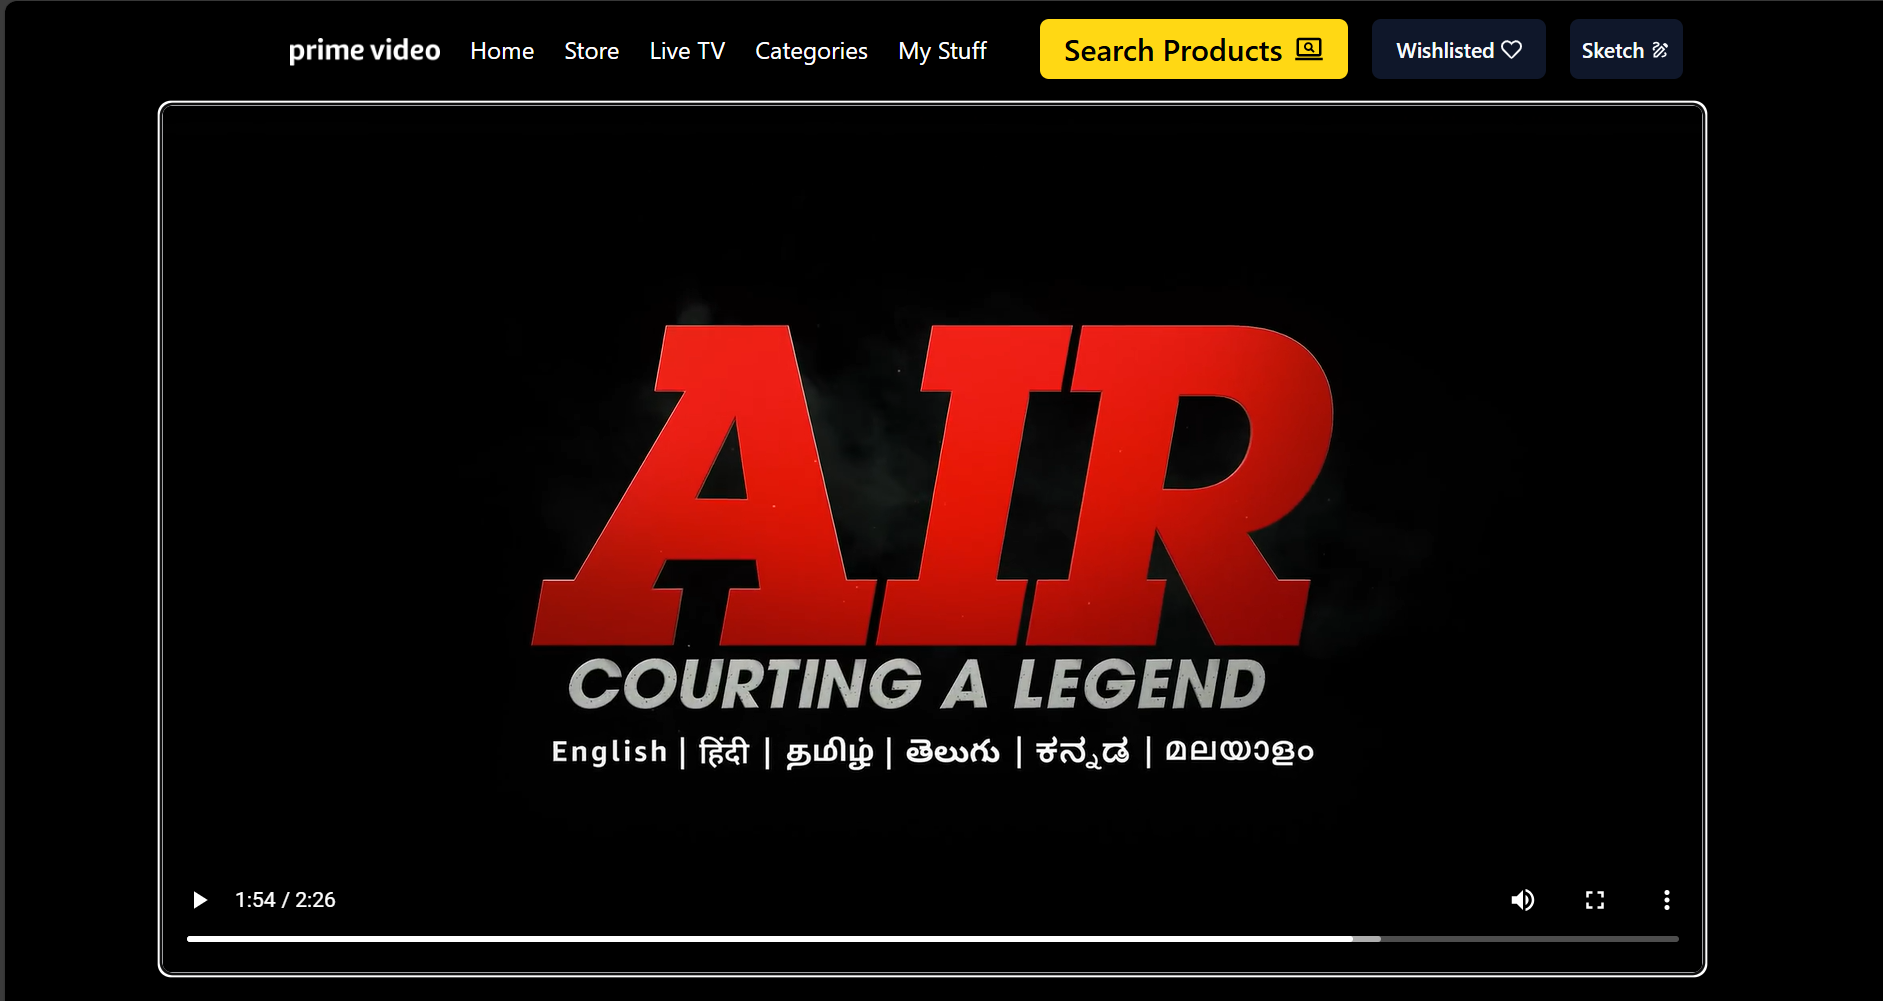 prime video Home Store Live TV Categories My Stuff Search Products Wishlisted Sketch
AIR
COURTING A LEGEND
English | हिंदी | தமிழ் | తెలుగు | ಕನ್ನಡ | മലയാളം
1:54 / 2:26